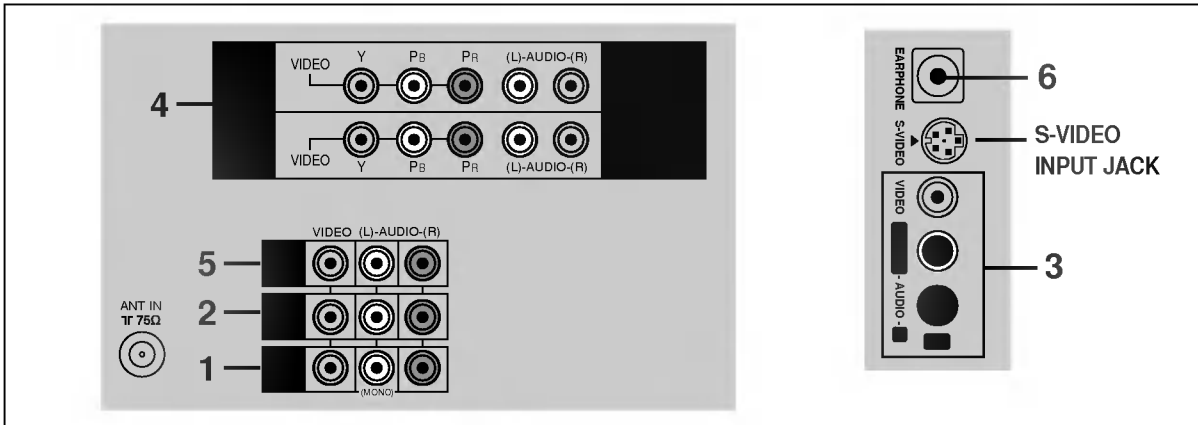 VIDEO Y PB PR (L)-AUDIO-(R)
4
VIDEO Y PB PR (L)-AUDIO-(R)
VIDEO (L)-AUDIO-(R)
5
2
1
(MONO)
ANT IN
75Ω
EARPHONE
6
S-VIDEO
S-VIDEO
INPUT JACK
VIDEO
- AUDIO -
3